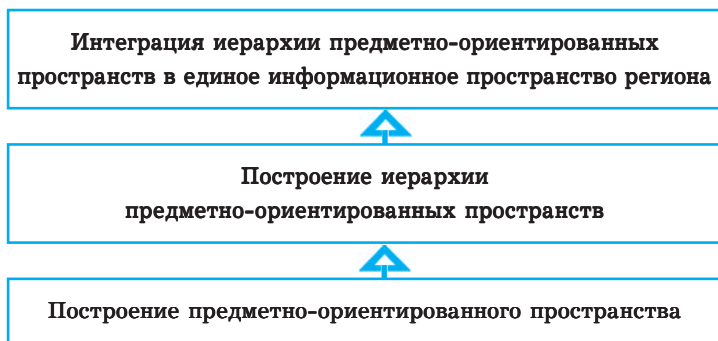 Интеграция иерархии предметно-ориентированных
пространств в единое информационное пространство региона
Построение иерархии
предметно-ориентированных пространств
Построение предметно-ориентированного пространства